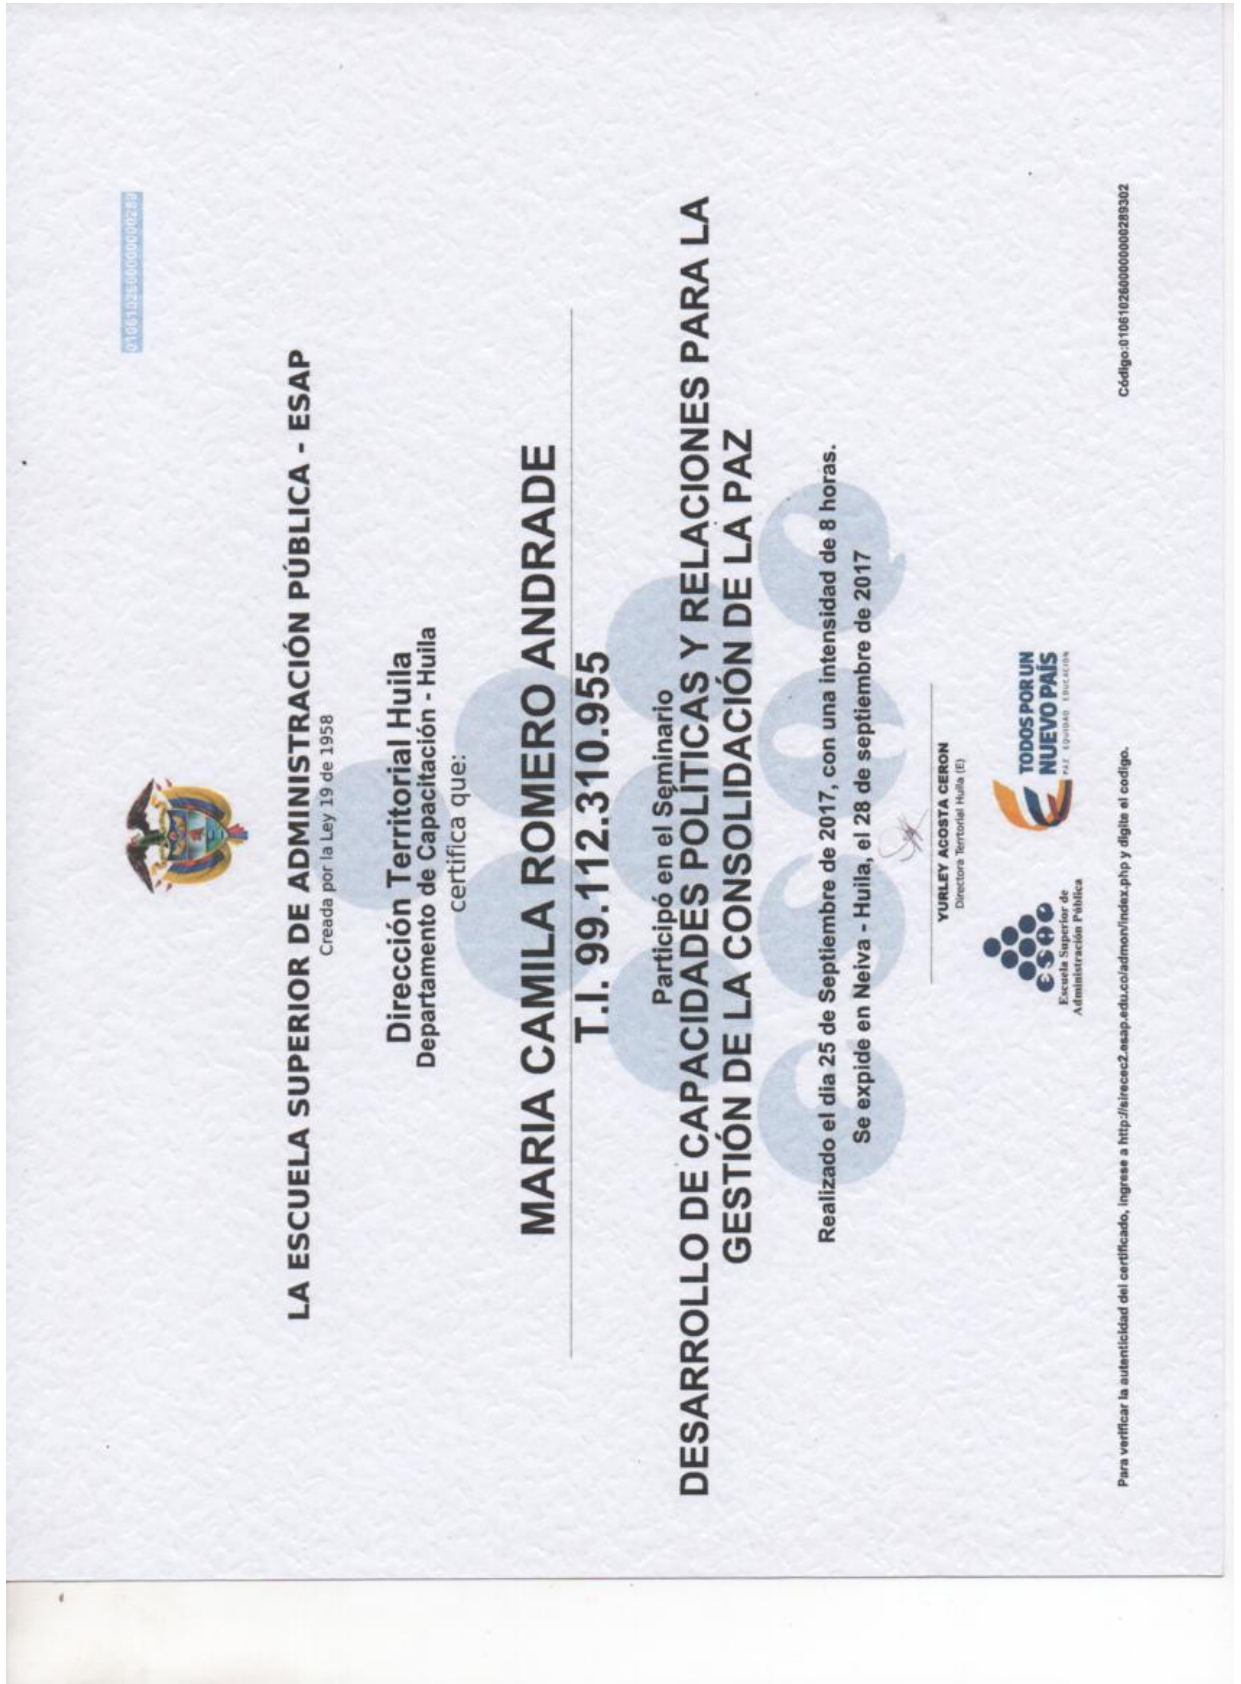 010610260000000000289
LA ESCUELA SUPERIOR DE ADMINISTRACIÓN PÚBLICA - ESAP
Creada por la Ley 19 de 1958
Dirección Territorial Huila
Departamento de Capacitación - Huila
certifica que:
MARIA CAMILA ROMERO ANDRADE
T.I. 99.112.310.955
Participó en el Seminario
DESARROLLO DE CAPACIDADES POLITICAS Y RELACIONES PARA LA
GESTIÓN DE LA CONSOLIDACIÓN DE LA PAZ
Realizado el dia 25 de Septiembre de 2017, con una intensidad de 8 horas.
Se expide en Neiva - Huila, el 28 de septiembre de 2017
YURLEY ACOSTA CERON
Directora Terrtorial Huila (E)
esap
Escuela Superior de
Administración Pública
TODOS POR UN
NUEVO PAÍS
PAZ EQUIDAD EDUCACIÓN
Para verificar la autenticidad del certificado, ingrese a http://sirecec2.esap.edu.co/admon/index.php y digite el codigo.
Código:010610260000000000289302